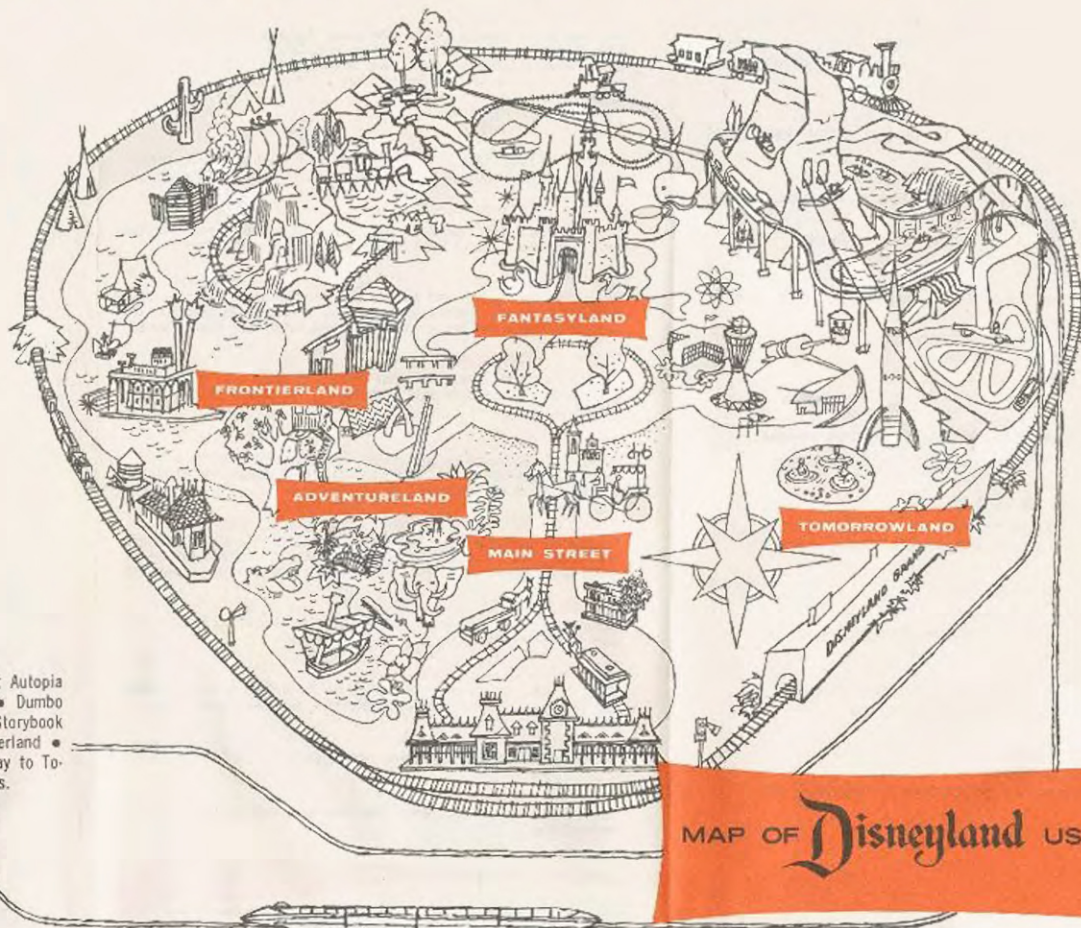 FANTASYLAND
FRONTIERLAND
ADVENTURELAND
MAIN STREET
TOMORROWLAND
DISNEYLAND
Autopia
• Dumbo
Storybook
erland •
ay to To-
s.
MAP OF Disneyland US